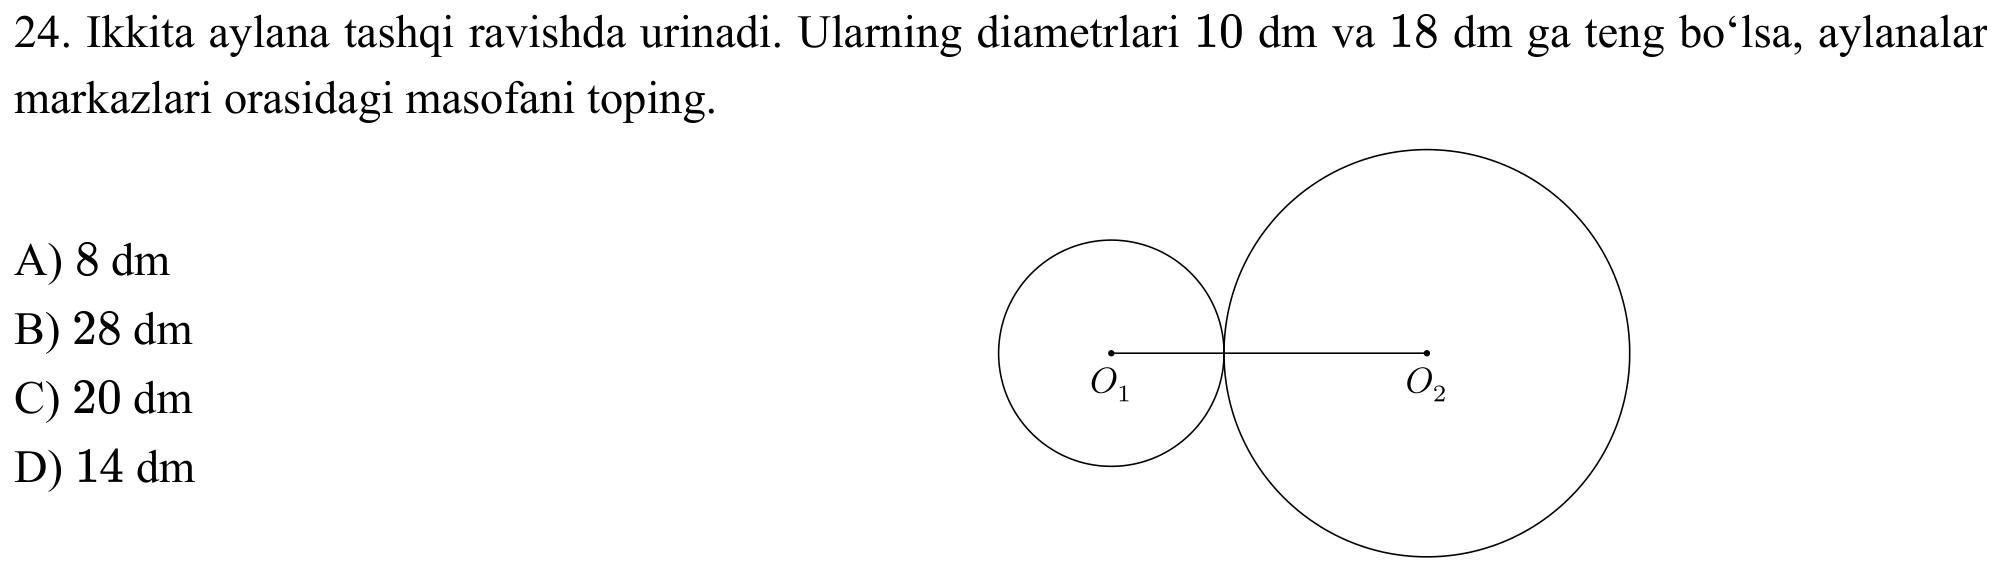 24. Ikkita aylana tashqi ravishda urinadi. Ularning diametrlari 10 dm va 18 dm ga teng bo‘lsa, aylanalar
markazlari orasidagi masofani toping.
A) 8 dm
B) 28 dm
C) 20 dm
D) 14 dm
O₁
O₂